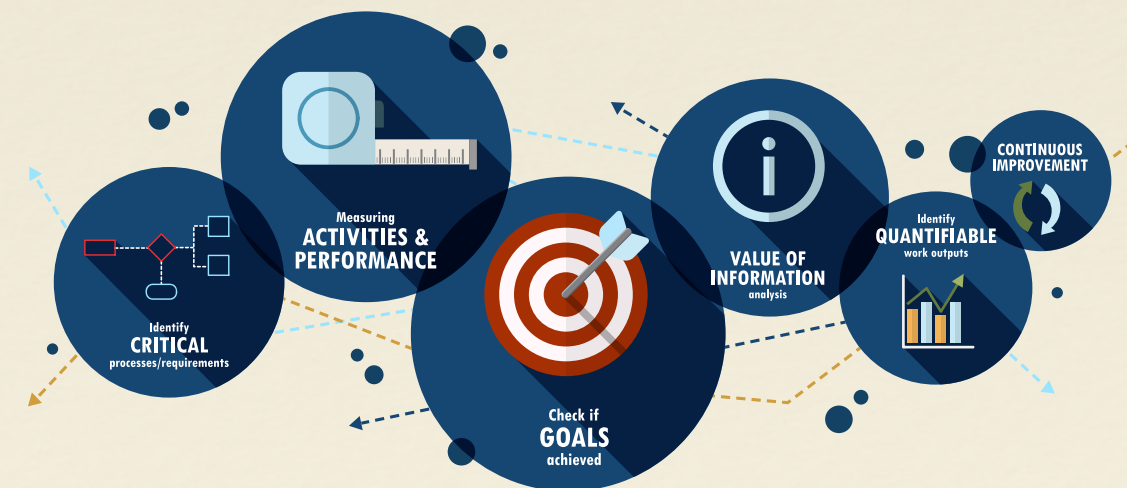 Identify
CRITICAL
processes/requirements
Measuring
ACTIVITIES &
PERFORMANCE
Check if
GOALS
achieved
VALUE OF
INFORMATION
analysis
Identify
QUANTIFIABLE
work outputs
CONTINUOUS
IMPROVEMENT